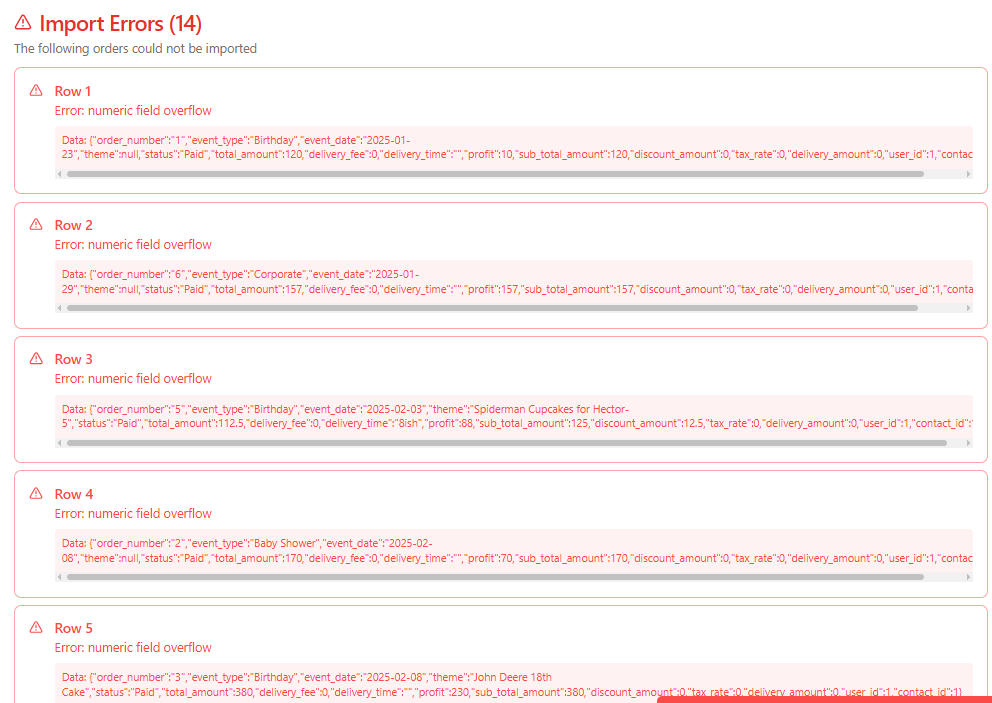 Import Errors (14)
The following orders could not be imported
Row 1
Error: numeric field overflow
Data: {"order_number":"1","event_type":"Birthday","event_date":"2025-01-
23","theme":null,"status":"Paid","total_amount":120,"delivery_fee":0,"delivery_time":"","profit":10,"sub_total_amount":120,"discount_amount":0,"tax_rate":0,"delivery_amount":0,"user_id":1,"contac
Row 2
Error: numeric field overflow
Data: {"order_number":"6","event_type":"Corporate","event_date":"2025-01-
29","theme":null,"status":"Paid","total_amount":157,"delivery_fee":0,"delivery_time":"","profit":157,"sub_total_amount":157,"discount_amount":0,"tax_rate":0,"delivery_amount":0,"user_id":1,"conta
Row 3
Error: numeric field overflow
Data: {"order_number":"5","event_type":"Birthday","event_date":"2025-02-03","theme":"Spiderman Cupcakes for Hector-
5","status":"Paid","total_amount":112.5,"delivery_fee":0,"delivery_time":"8ish","profit":88,"sub_total_amount":125,"discount_amount":12.5,"tax_rate":0,"delivery_amount":0,"user_id":1,"contact_id":
Row 4
Error: numeric field overflow
Data: {"order_number":"2","event_type":"Baby Shower","event_date":"2025-02-
08","theme":null,"status":"Paid","total_amount":170,"delivery_fee":0,"delivery_time":"","profit":70,"sub_total_amount":170,"discount_amount":0,"tax_rate":0,"delivery_amount":0,"user_id":1,"contac
Row 5
Error: numeric field overflow
Data: {"order_number":"3","event_type":"Birthday","event_date":"2025-02-08","theme":"John Deere 18th
Cake","status":"Paid","total_amount":380,"delivery_fee":0,"delivery_time":"","profit":230,"sub_total_amount":380,"discount_amount":0,"tax_rate":0,"delivery_amount":0,"user_id":1,"contact_id":1}